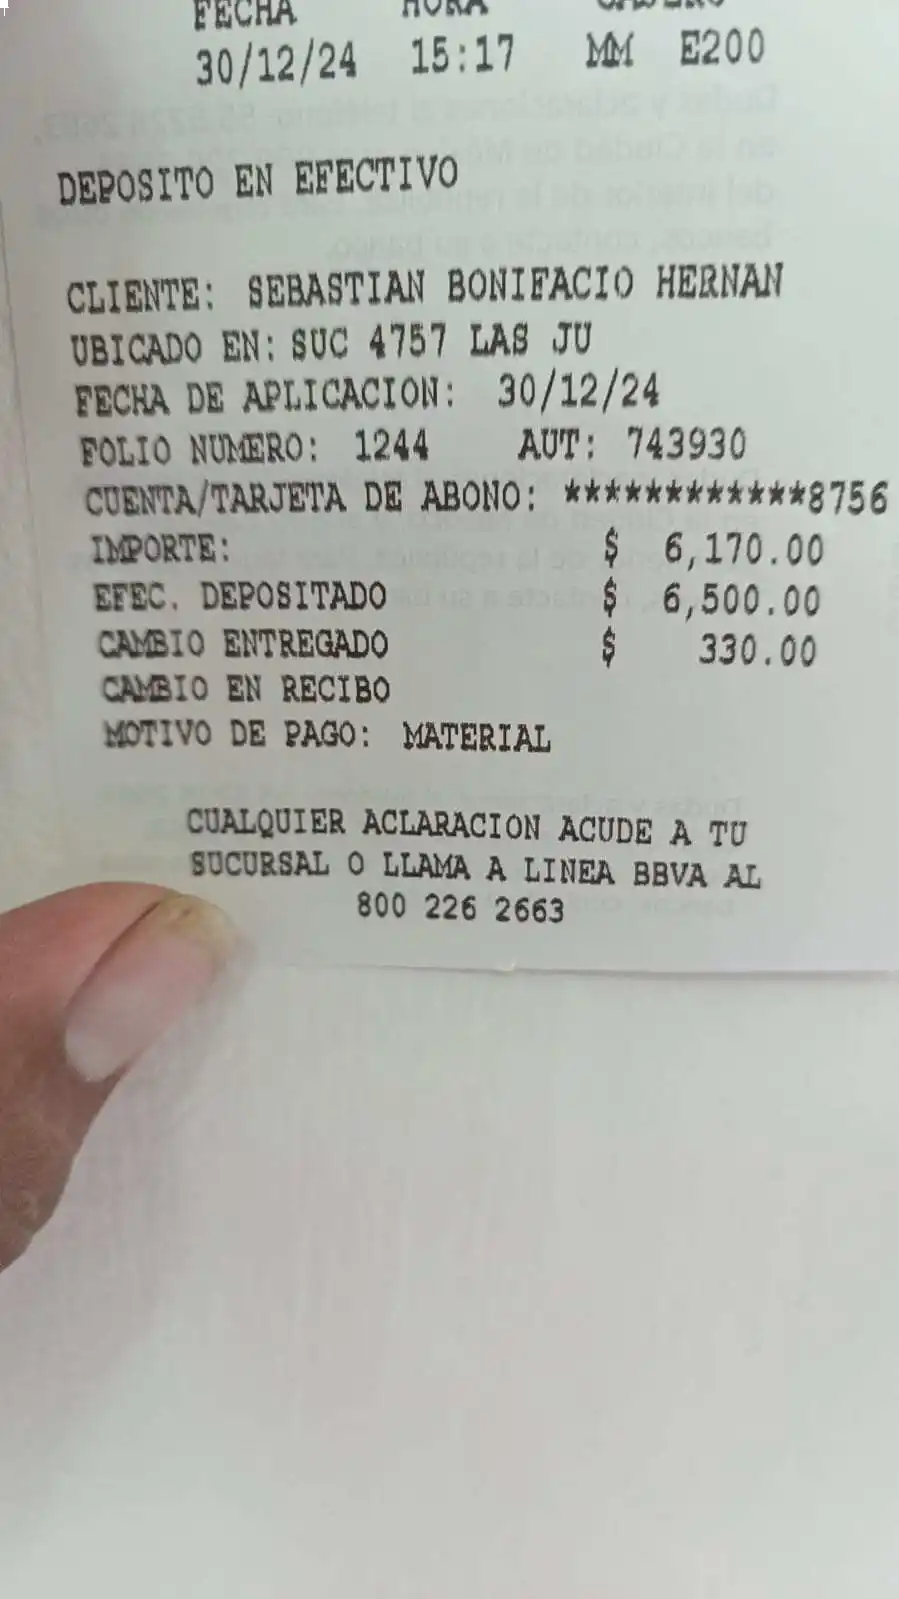 FECHA HORA CAJERO
30/12/24 15:17 MM E200
DEPOSITO EN EFECTIVO
CLIENTE: SEBASTIAN BONIFACIO HERNAN
UBICADO EN: SUC 4757 LAS JU
FECHA DE APLICACION: 30/12/24
FOLIO NUMERO: 1244 AUT: 743930
CUENTA/TARJETA DE ABONO: ************8756
IMPORTE: $ 6,170.00
EFEC. DEPOSITADO $ 6,500.00
CAMBIO ENTREGADO $ 330.00
CAMBIO EN RECIBO
MOTIVO DE PAGO: MATERIAL
CUALQUIER ACLARACION ACUDE A TU
SUCURSAL O LLAMA A LINEA BBVA AL
800 226 2663